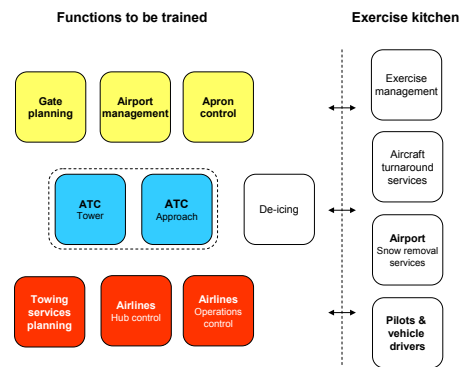 Functions to be trained
Exercise kitchen
Gate
planning
Airport
management
Apron
control
Exercise
management
Aircraft
turnaround
services
ATC
Tower
ATC
Approach
De-icing
Airport
Snow removal
services
Towing
services
planning
Airlines
Hub control
Airlines
Operations
control
Pilots &
vehicle
drivers